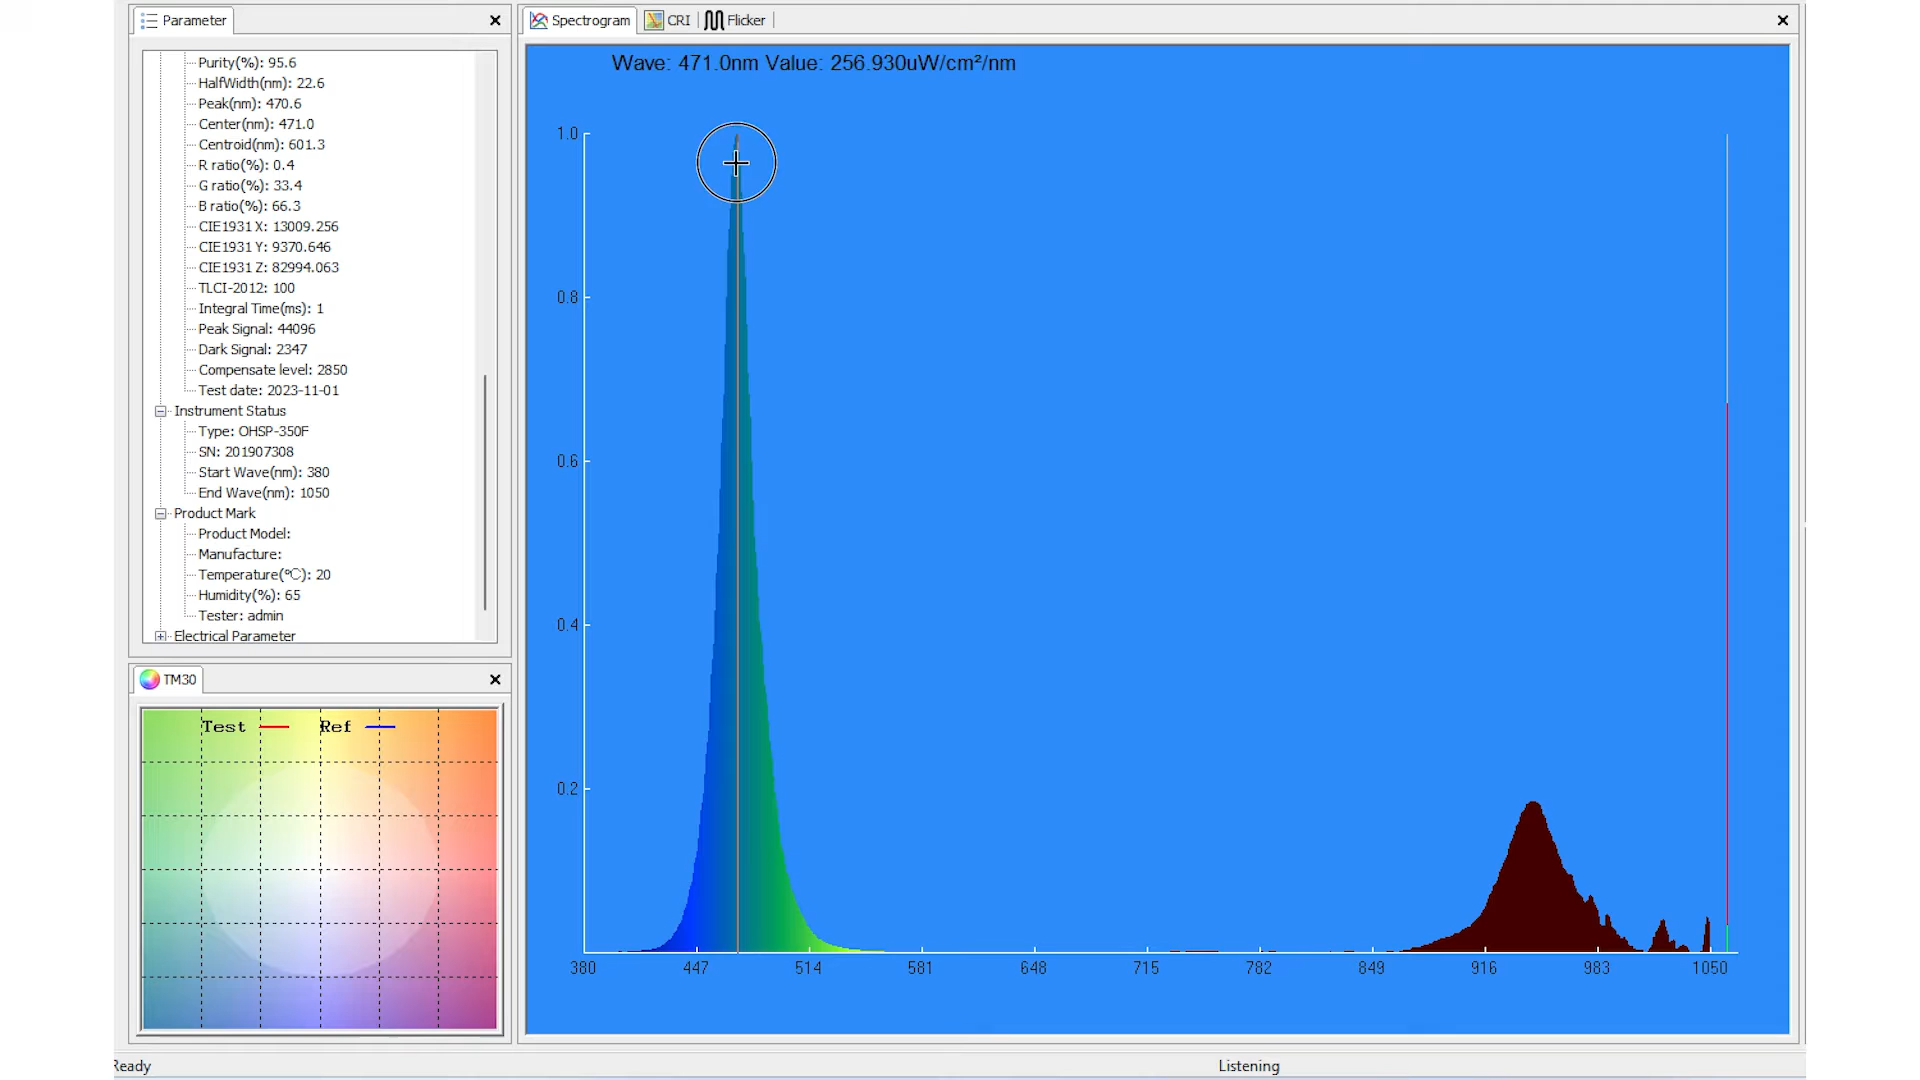 Parameter
Purity(%): 95.6
HalfWidth(nm): 22.6
Peak(nm): 470.6
Center(nm): 471.0
Centroid(nm): 601.3
R ratio(%): 0.4
G ratio(%): 33.4
B ratio(%): 66.3
CIE1931 X: 13009.256
CIE1931 Y: 9370.646
CIE1931 Z: 82994.063
TLCI-2012: 100
Integral Time(ms): 1
Peak Signal: 44096
Dark Signal: 2347
Compensate level: 2850
Test date: 2023-11-01
Instrument Status
Type: OHSP-350F
SN: 201907308
Start Wave(nm): 380
End Wave(nm): 1050
Product Mark
Product Model:
Manufacture:
Temperature(℃): 20
Humidity(%): 65
Tester: admin
Electrical Parameter
TM30
Test Ref
Spectrogram CRI Flicker
Wave: 471.0nm Value: 256.930uW/cm²/nm
1.0
0.8
0.6
0.4
0.2
380 447 514 581 648 715 782 849 916 983 1050
Ready Listening